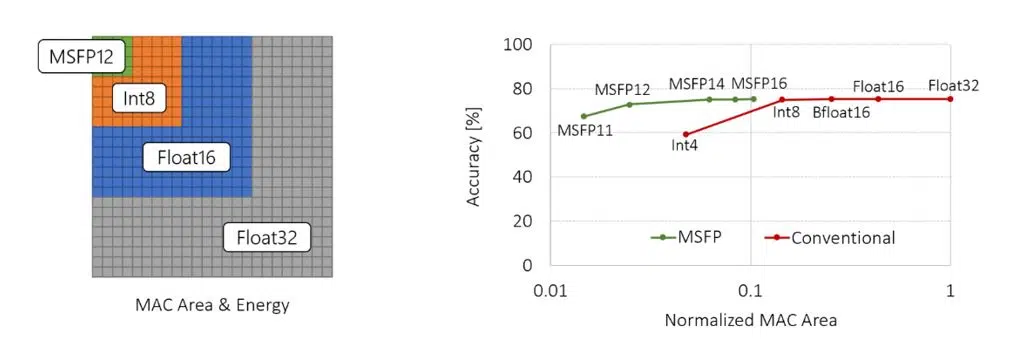 MSFP12
Int8
Float16
Float32
MAC Area & Energy
100
80
60
40
20
0
Accuracy [%]
MSFP11
MSFP12
MSFP14
MSFP16
Int4
Int8
Bfloat16
Float16
Float32
MSFP
Conventional
0.01
0.1
1
Normalized MAC Area